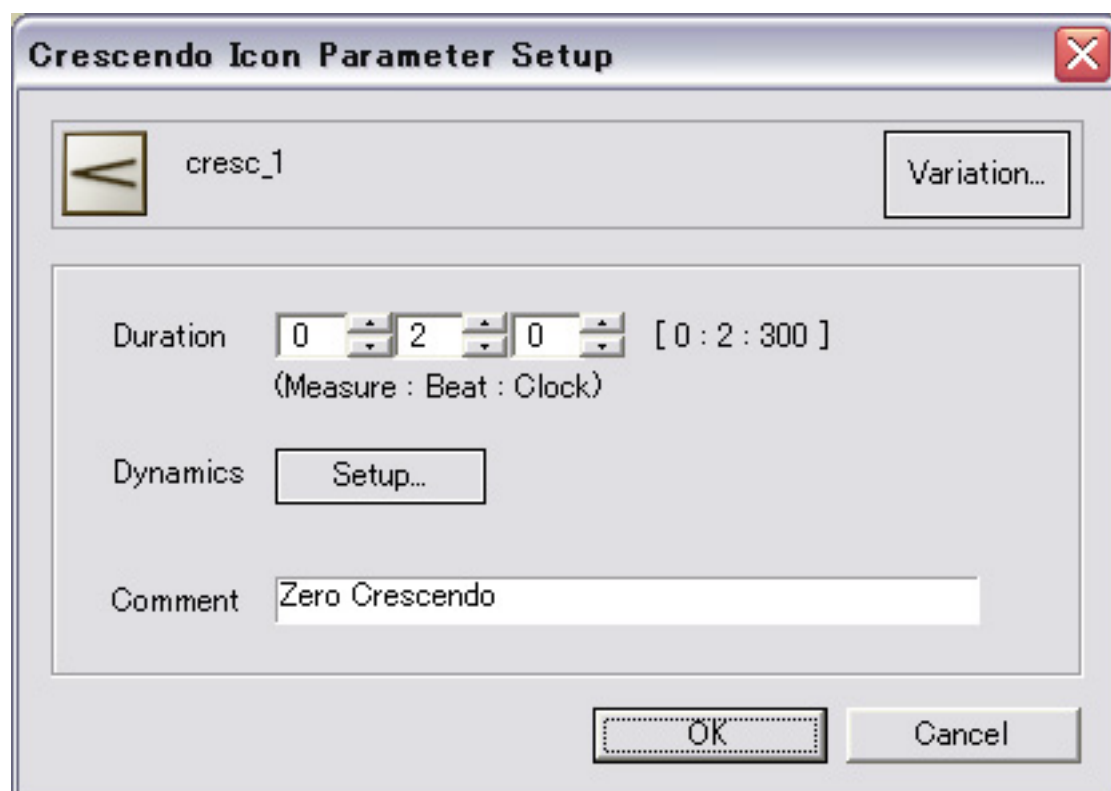 Crescendo Icon Parameter Setup
cresc_1
Variation...
Duration 0 2 0 [ 0 : 2 : 300 ]
(Measure : Beat : Clock)
Dynamics Setup...
Comment Zero Crescendo
OK Cancel